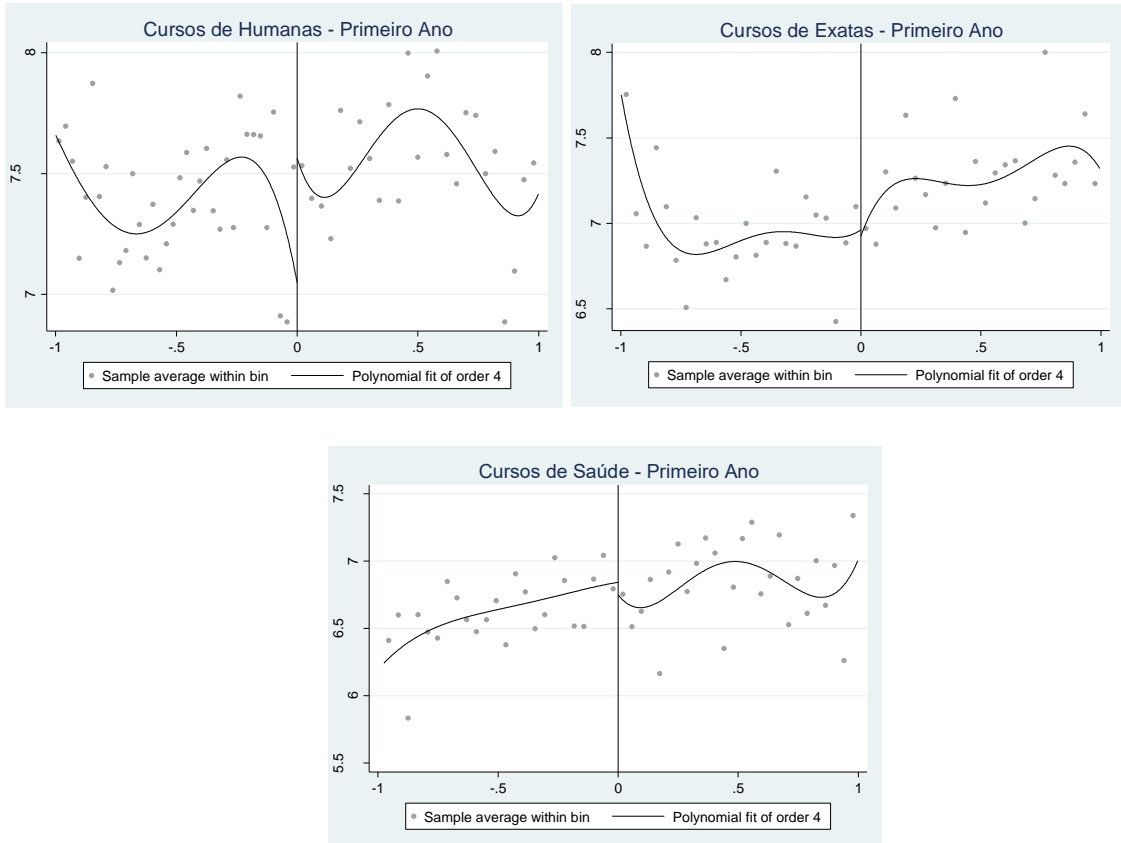 Cursos de Humanas - Primeiro Ano
8
7.5
7
-1 -.5 0 .5 1
Sample average within bin Polynomial fit of order 4
Cursos de Exatas - Primeiro Ano
8
7.5
7
6.5
-1 -.5 0 .5 1
Sample average within bin Polynomial fit of order 4
Cursos de Saúde - Primeiro Ano
7.5
7
6.5
6
5.5
-1 -.5 0 .5 1
Sample average within bin Polynomial fit of order 4